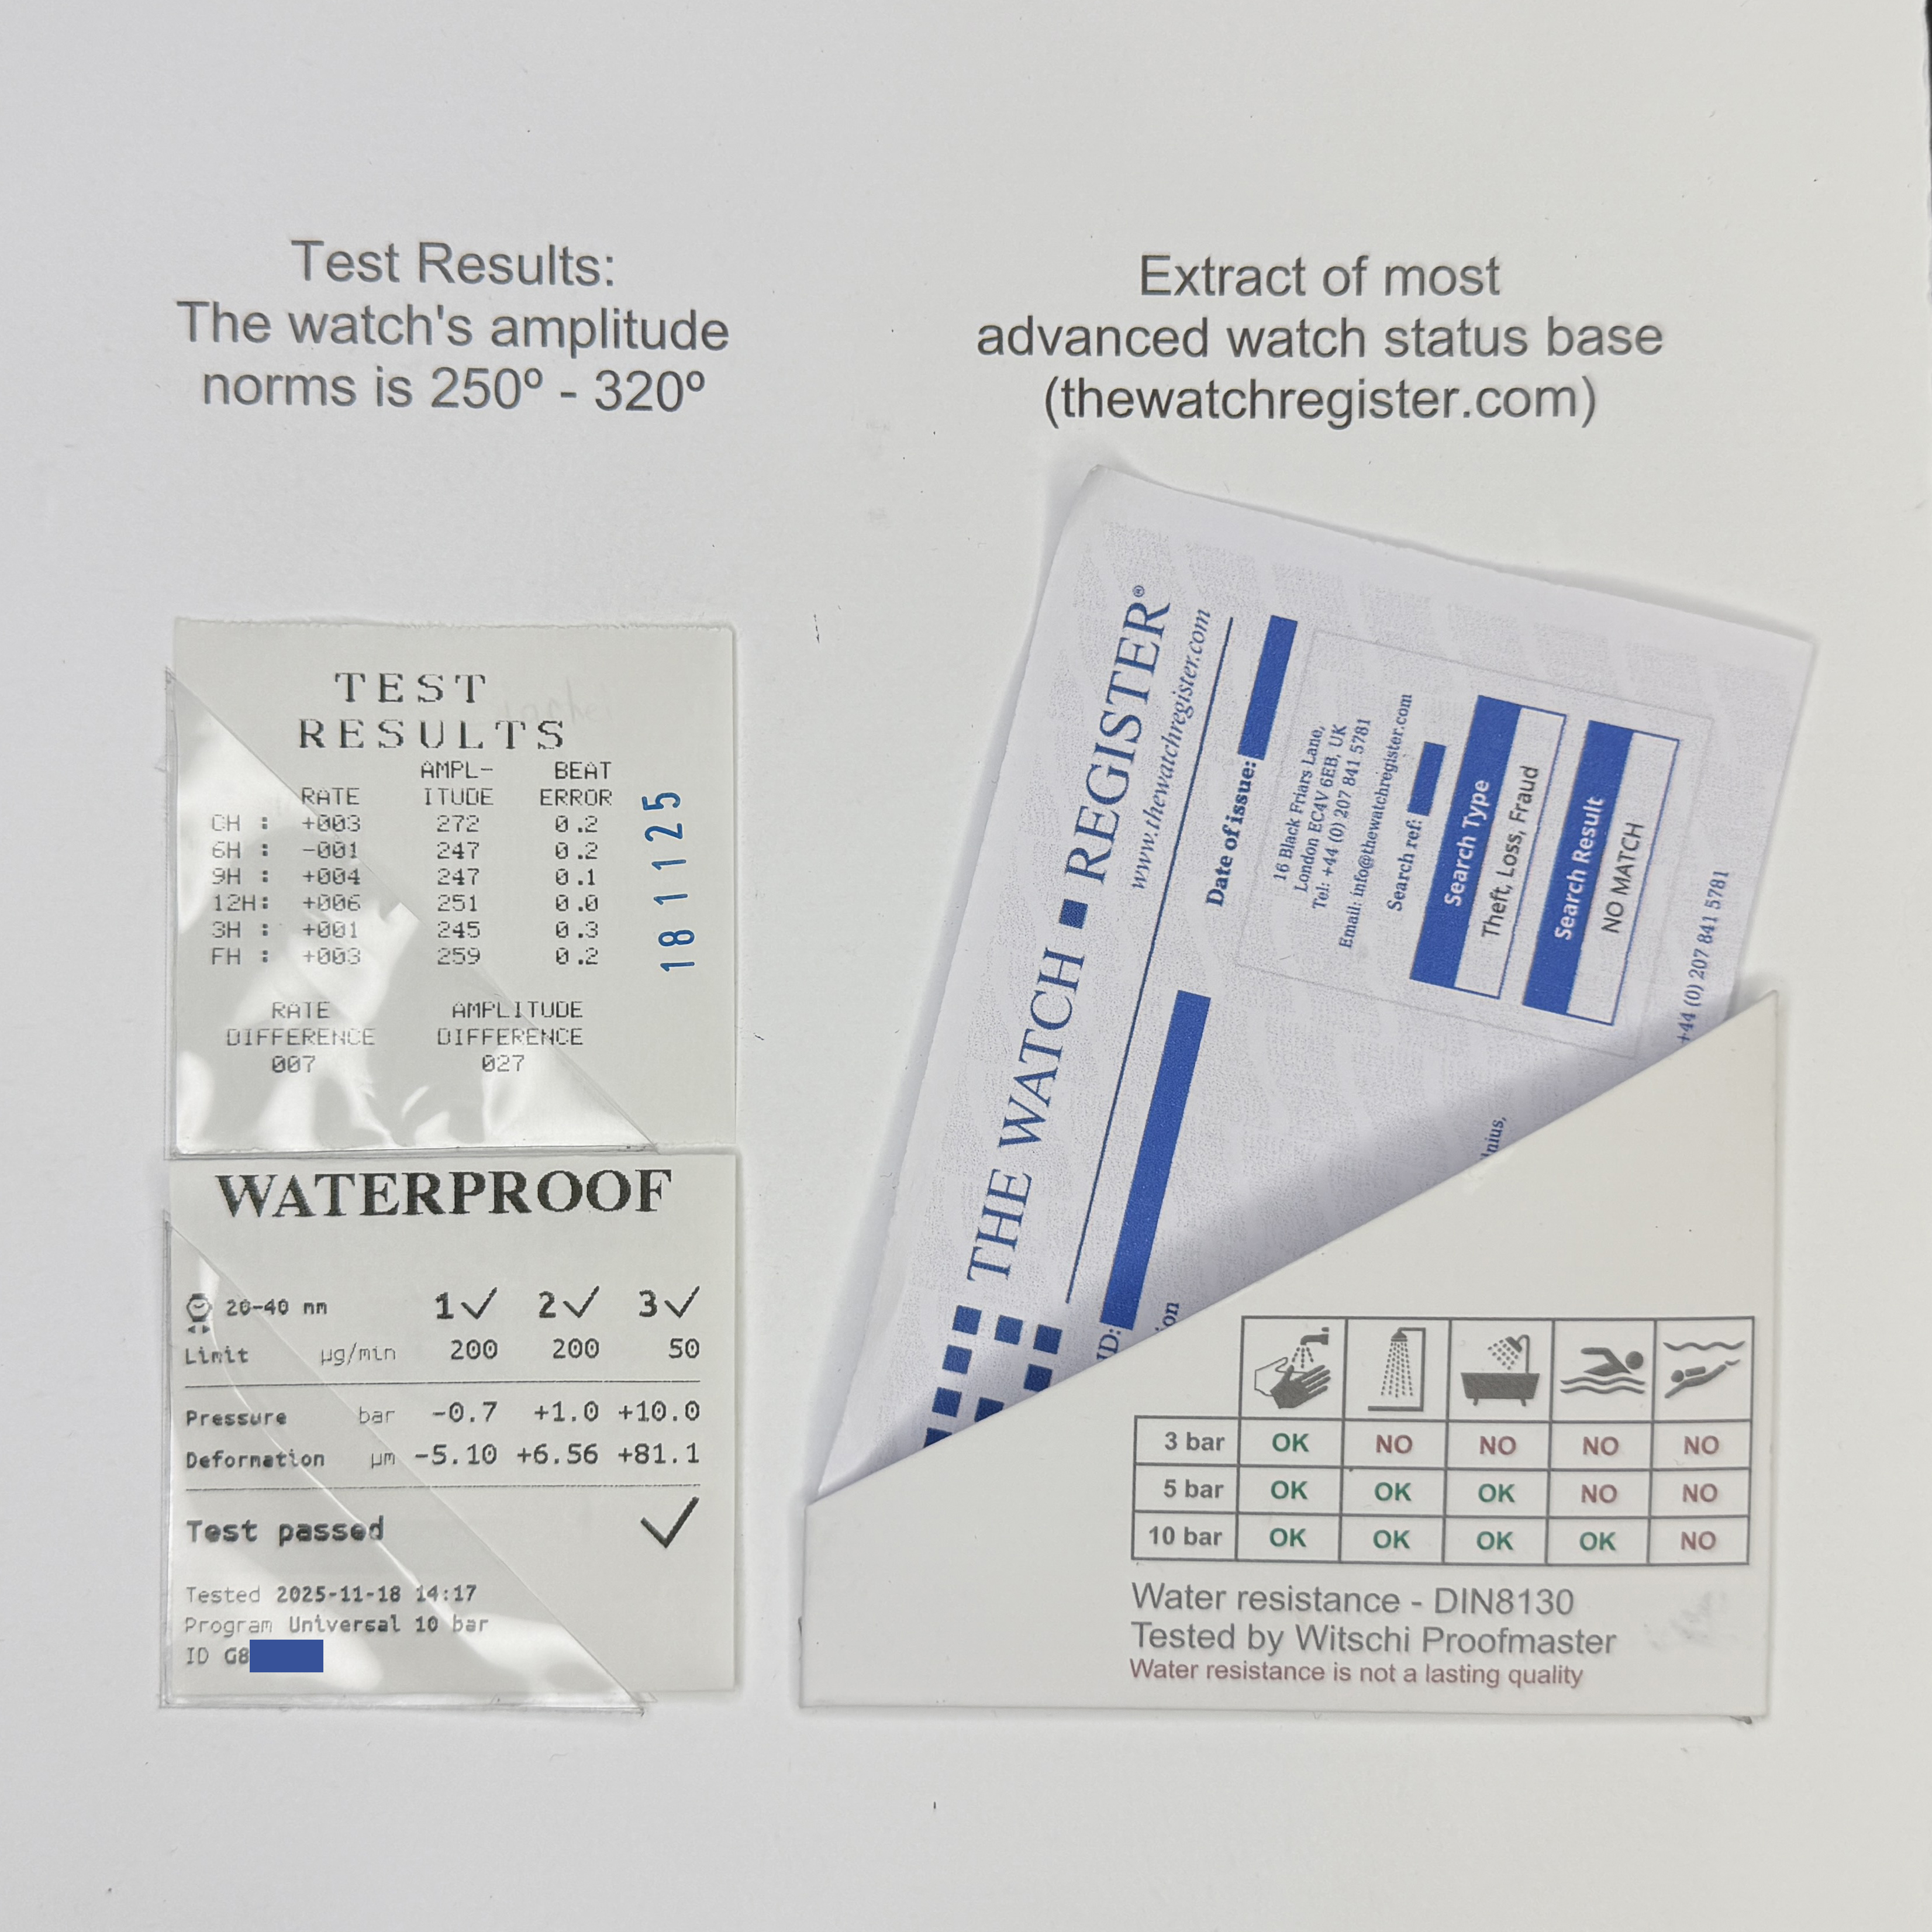 Test Results:
The watch's amplitude
norms is 250º - 320º
Extract of most
advanced watch status base
(thewatchregister.com)
TEST
RESULTS
AMPL- BEAT
RATE ITUDE ERROR
CH : +003 272 0.2
6H : -001 247 0.2
9H : +004 247 0.1
12H: +006 251 0.0
3H : +001 245 0.3
FH : +003 259 0.2
RATE AMPLITUDE
DIFFERENCE DIFFERENCE
007 027
18 11 25
WATERPROOF
20-40 mm 1 2 3
Limit µg/min 200 200 50
Pressure bar -0.7 +1.0 +10.0
Deformation µm -5.10 +6.56 +81.1
Test passed
Tested 2025-11-18 14:17
Program Universal 10 bar
ID G8
THE WATCH REGISTER®
www.thewatchregister.com
Date of issue:
ID:
16 Black Friars Lane,
London EC4V 6EB, UK
Tel: +44 (0) 207 841 5781
Email: info@thewatchregister.com
Search ref:
Search Type
Theft, Loss, Fraud
Search Result
NO MATCH
+44 (0) 207 841 5781
3 bar OK NO NO NO NO
5 bar OK OK OK NO NO
10 bar OK OK OK OK NO
Water resistance - DIN8130
Tested by Witschi Proofmaster
Water resistance is not a lasting quality